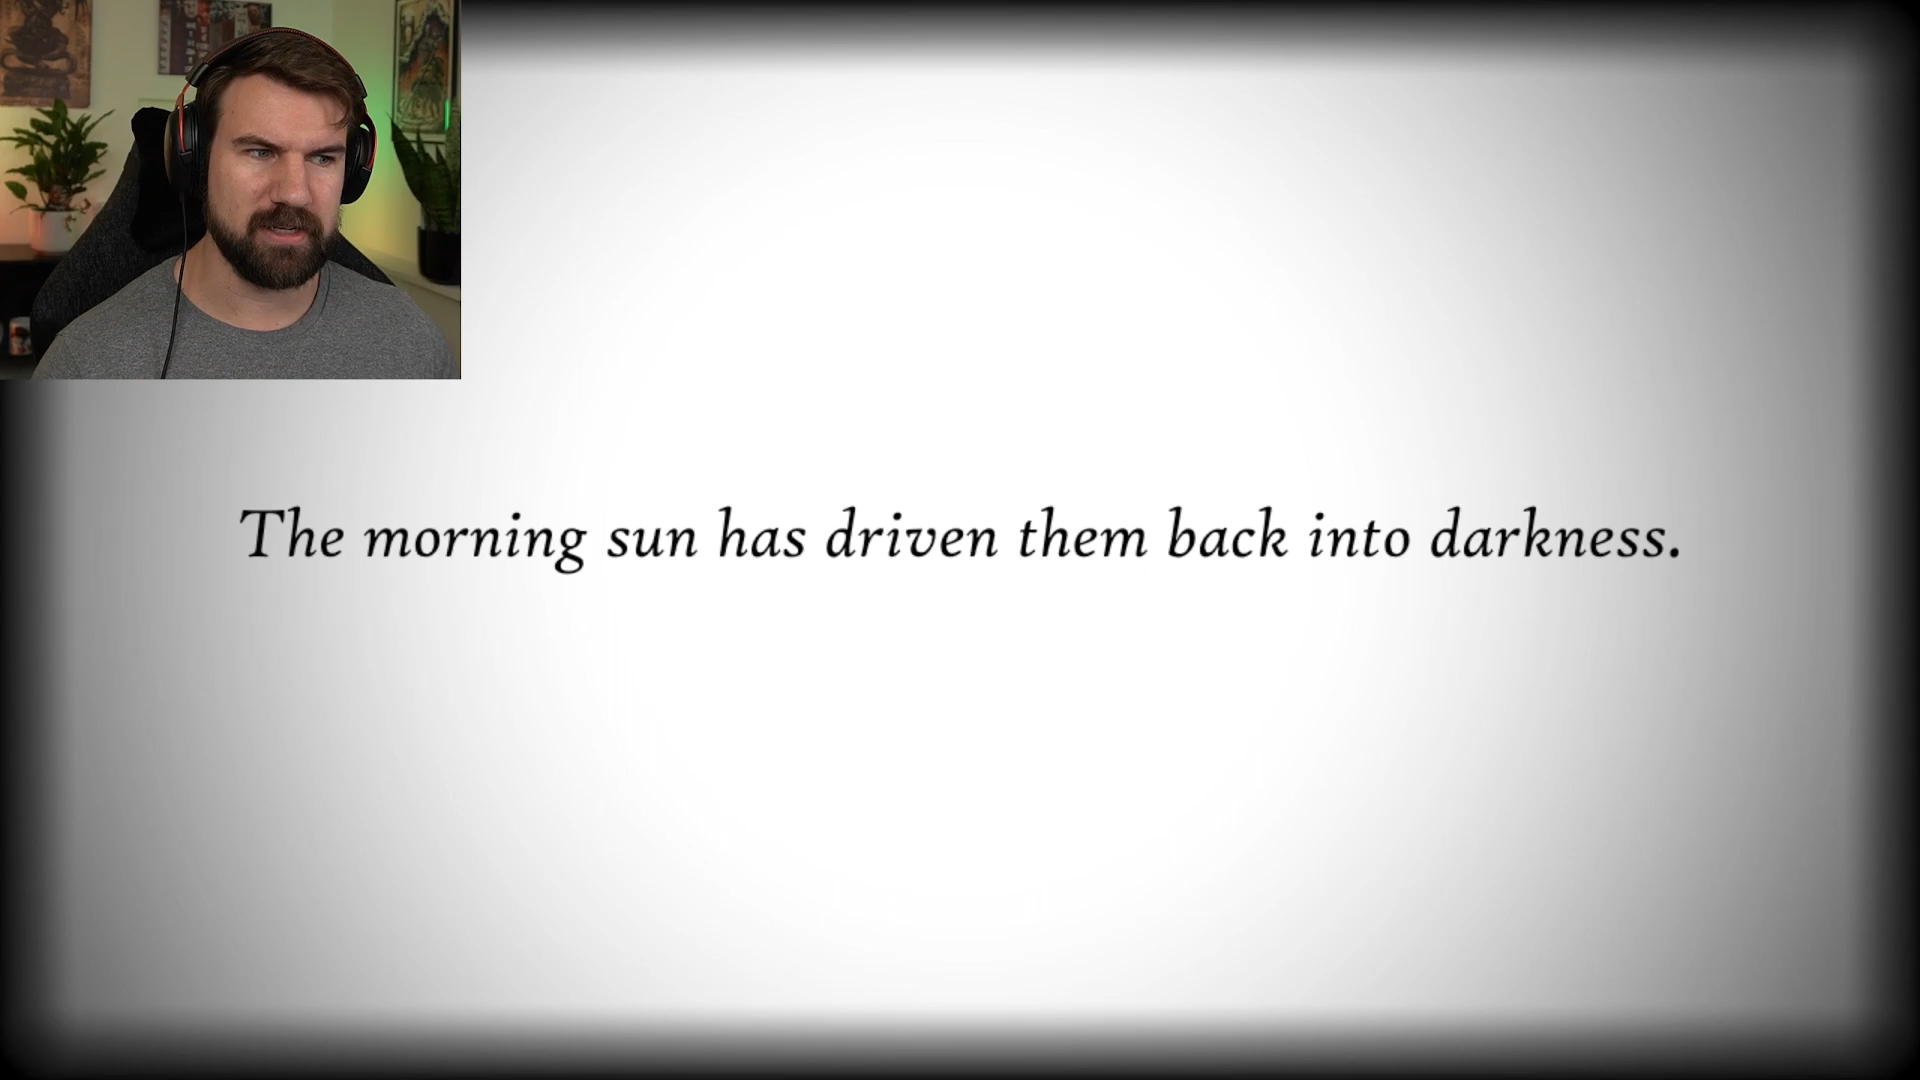 The morning sun has driven them back into darkness.